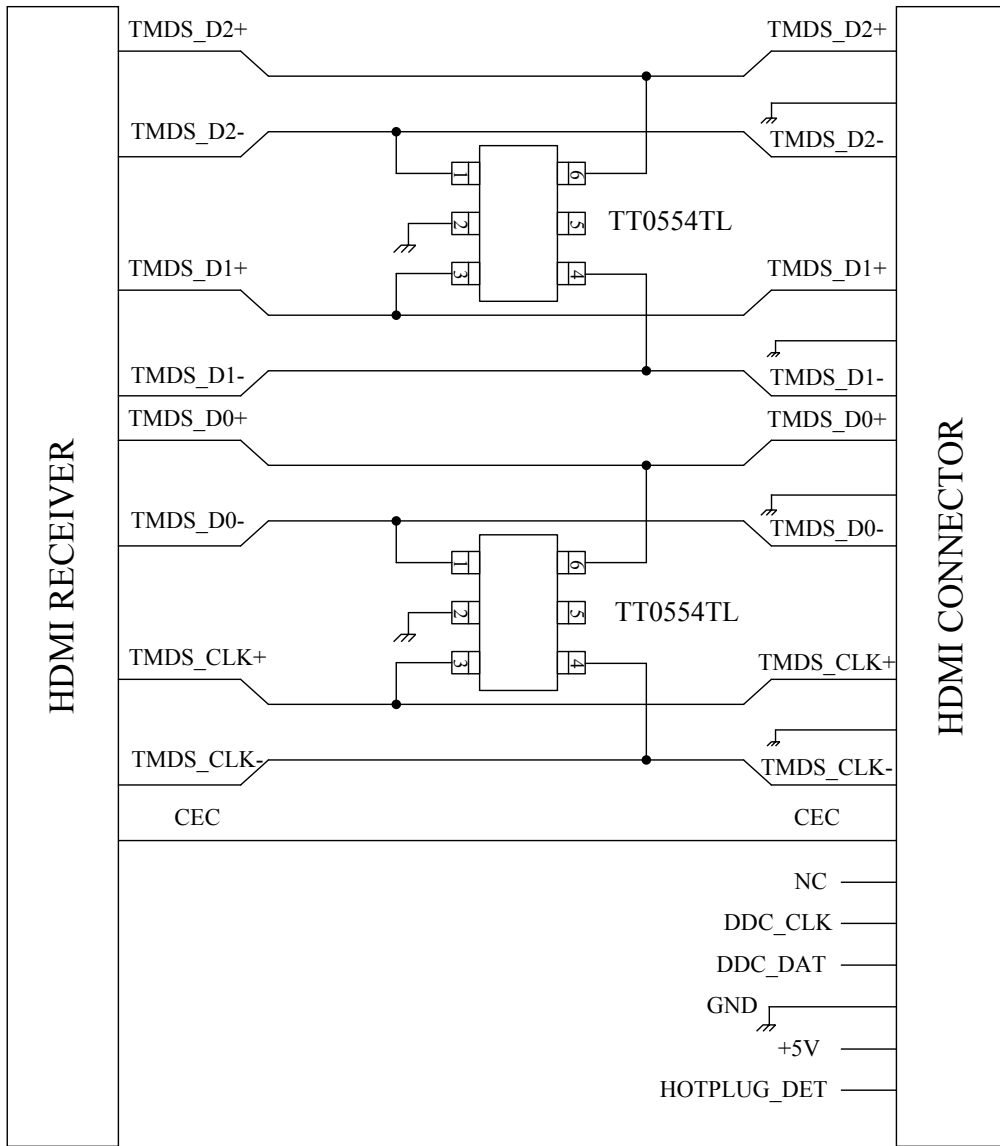 TMDS_D2+ TMDS_D2+
TMDS_D2- TMDS_D2-
1 6
2 5 TT0554TL
3 4
TMDS_D1+ TMDS_D1+
TMDS_D1- TMDS_D1-
TMDS_D0+ TMDS_D0+
TMDS_D0- TMDS_D0-
HDMI RECEIVER
HDMI CONNECTOR
1 6
2 5 TT0554TL
3 4
TMDS_CLK+ TMDS_CLK+
TMDS_CLK- TMDS_CLK-
CEC CEC
NC
DDC_CLK
DDC_DAT
GND
+5V
HOTPLUG_DET